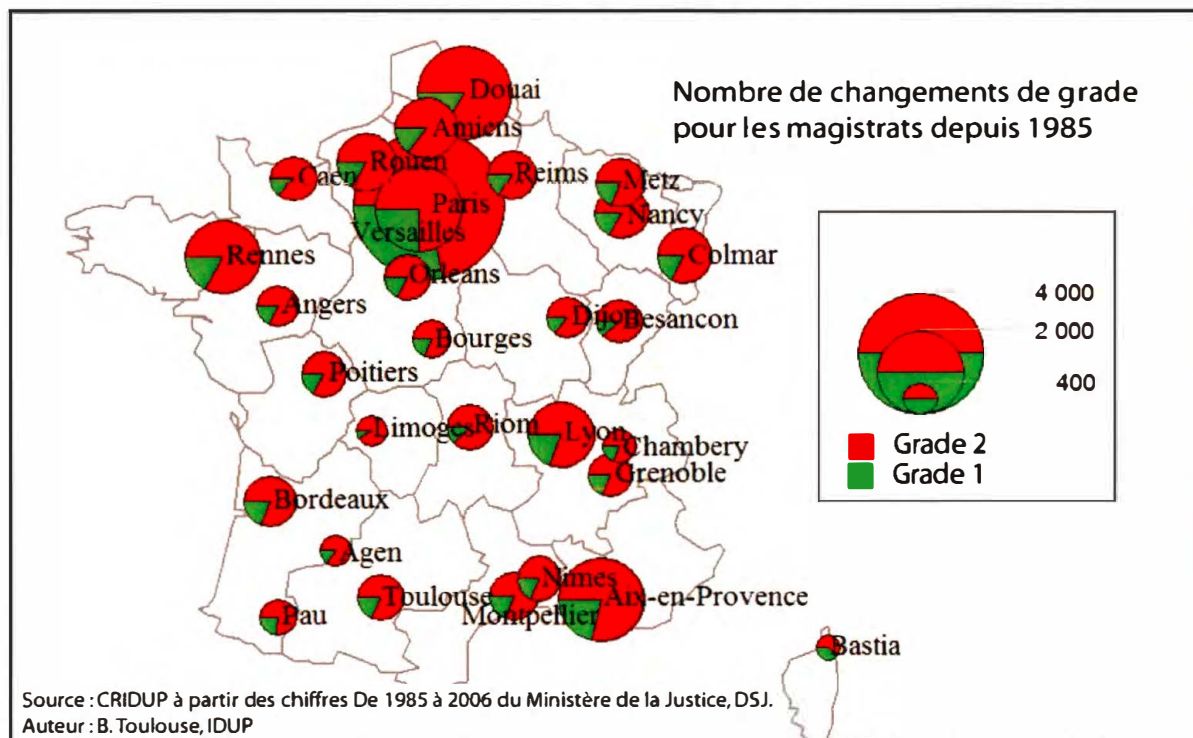 Nombre de changements de grade
pour les magistrats depuis 1985
Douai
Amiens
Rouen
Caen
Reims
Metz
Paris
Nancy
Versailles
Rennes
Colmar
Orleans
Angers
Dijon
Besancon
Bourges
Poitiers
Limoges
Riom
Lyon
Chambery
Grenoble
Bordeaux
Agen
Nimes
Toulouse
Aix-en-Provence
Montpellier
Pau
Bastia
4 000
2 000
400
Grade 2
Grade 1
Source : CRIDUP à partir des chiffres De 1985 à 2006 du Ministère de la Justice, DSJ.
Auteur : B. Toulouse, IDUP